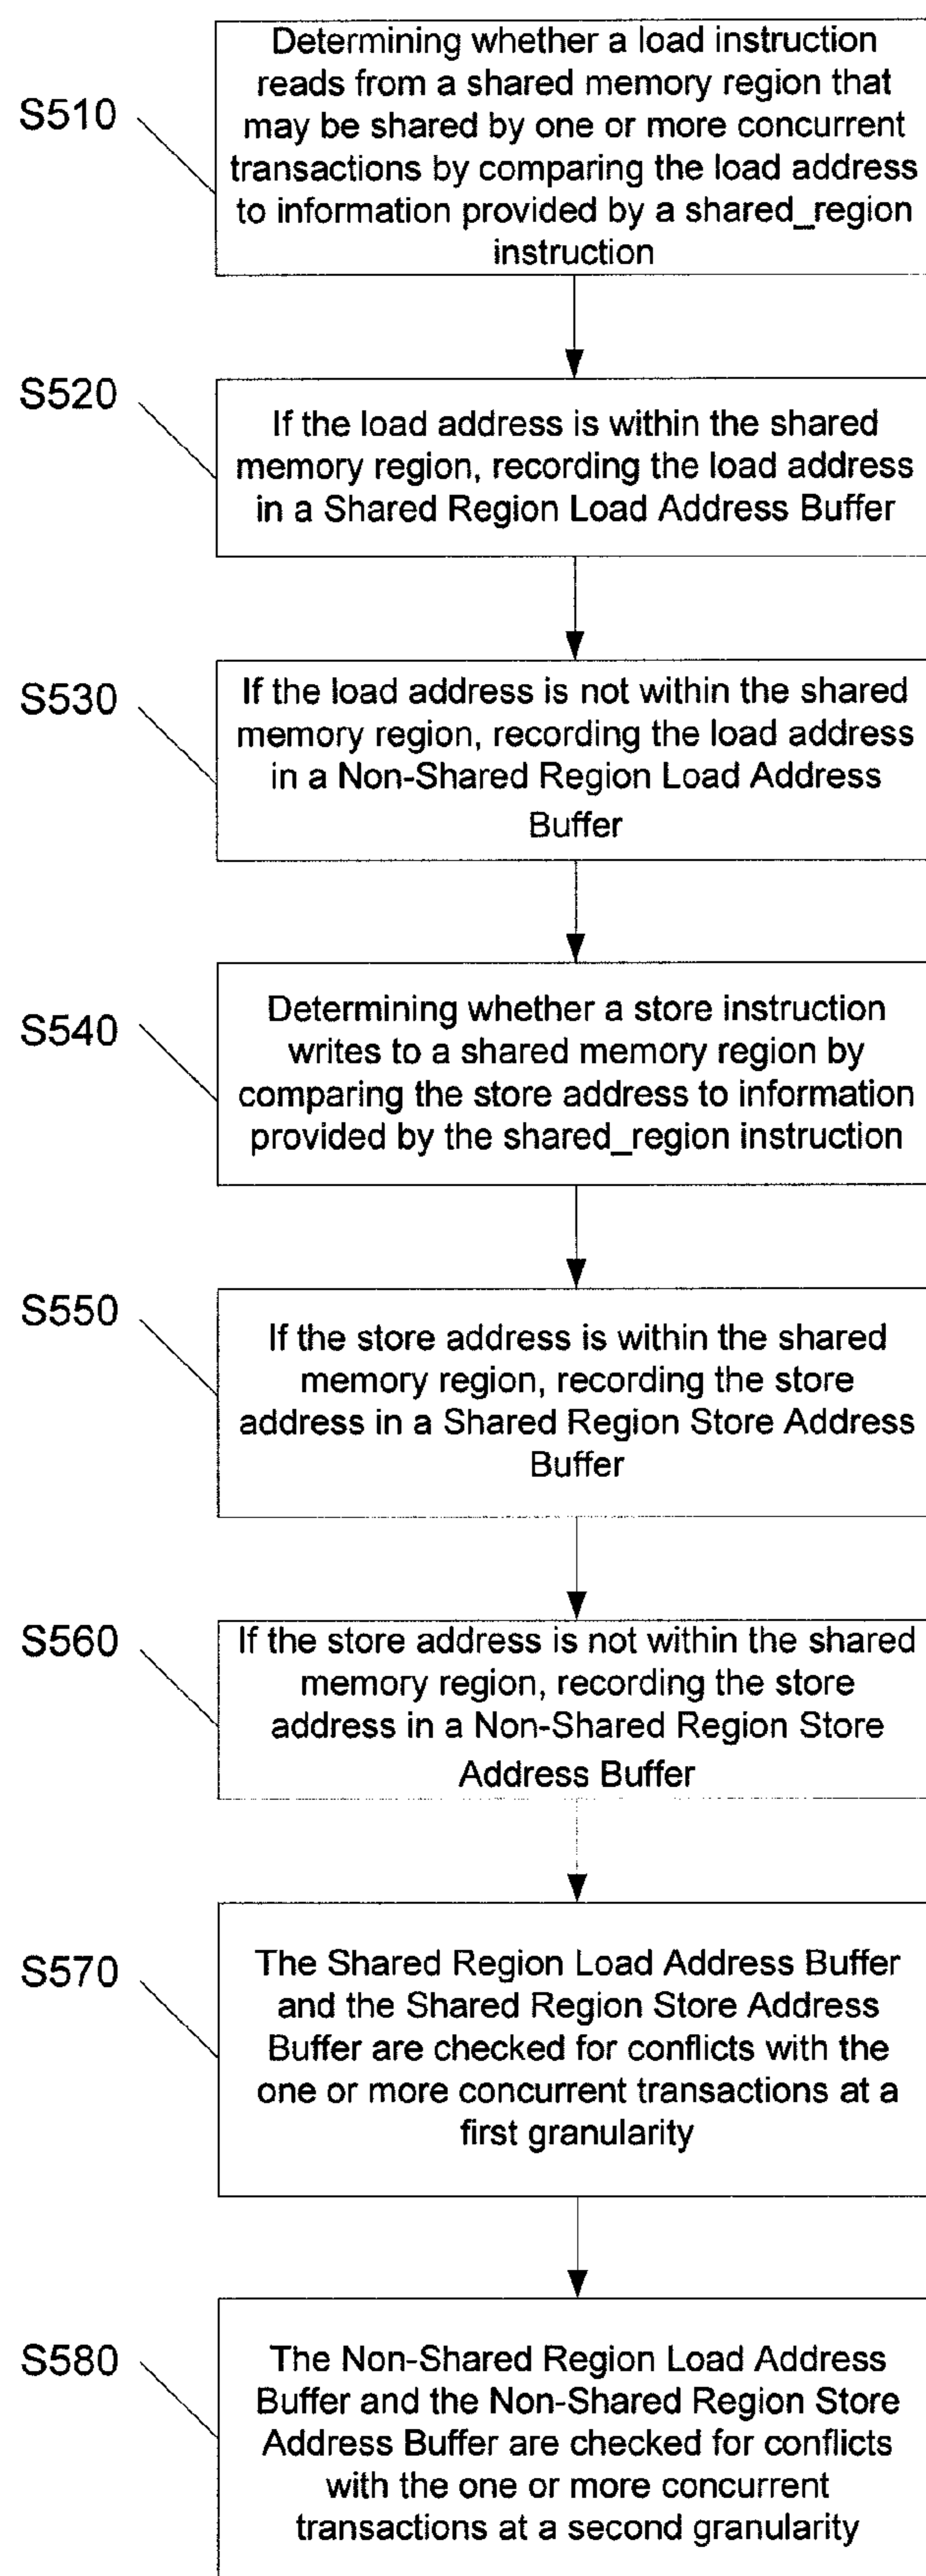 S510
Determining whether a load instruction
reads from a shared memory region that
may be shared by one or more concurrent
transactions by comparing the load address
to information provided by a shared_region
instruction
S520
If the load address is within the shared
memory region, recording the load address
in a Shared Region Load Address Buffer
S530
If the load address is not within the shared
memory region, recording the load address
in a Non-Shared Region Load Address
Buffer
S540
Determining whether a store instruction
writes to a shared memory region by
comparing the store address to information
provided by the shared_region instruction
S550
If the store address is within the shared
memory region, recording the store
address in a Shared Region Store Address
Buffer
S560
If the store address is not within the shared
memory region, recording the store
address in a Non-Shared Region Store
Address Buffer
S570
The Shared Region Load Address Buffer
and the Shared Region Store Address
Buffer are checked for conflicts with the
one or more concurrent transactions at a
first granularity
S580
The Non-Shared Region Load Address
Buffer and the Non-Shared Region Store
Address Buffer are checked for conflicts
with the one or more concurrent
transactions at a second granularity